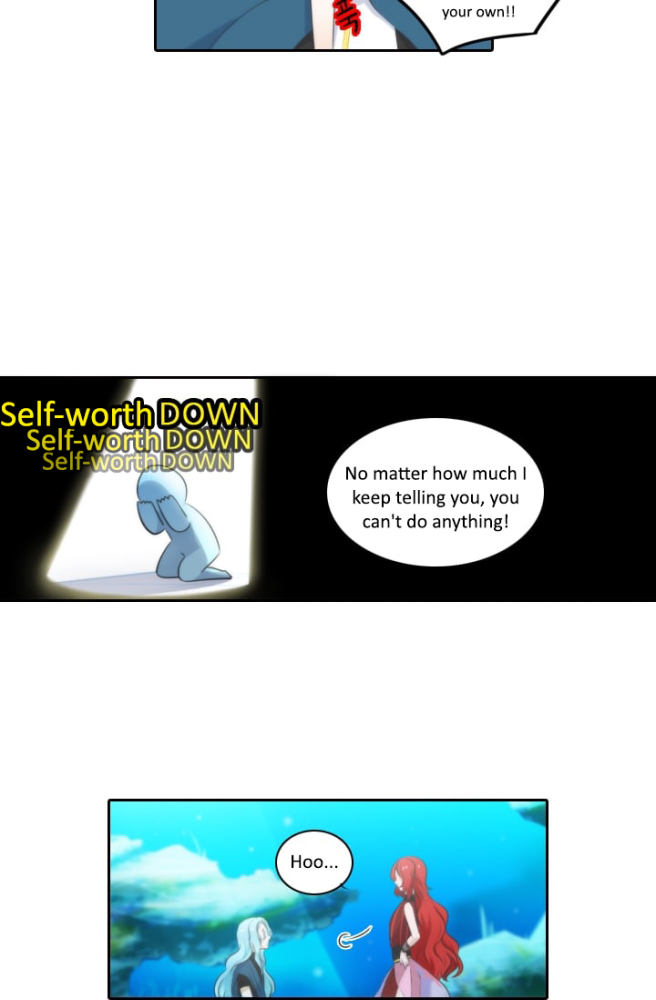 your own!!
푹
Self-worth DOWN
Self-worth DOWN
Self-worth DOWN
No matter how much I
keep telling you, you
can't do anything!
Hoo...